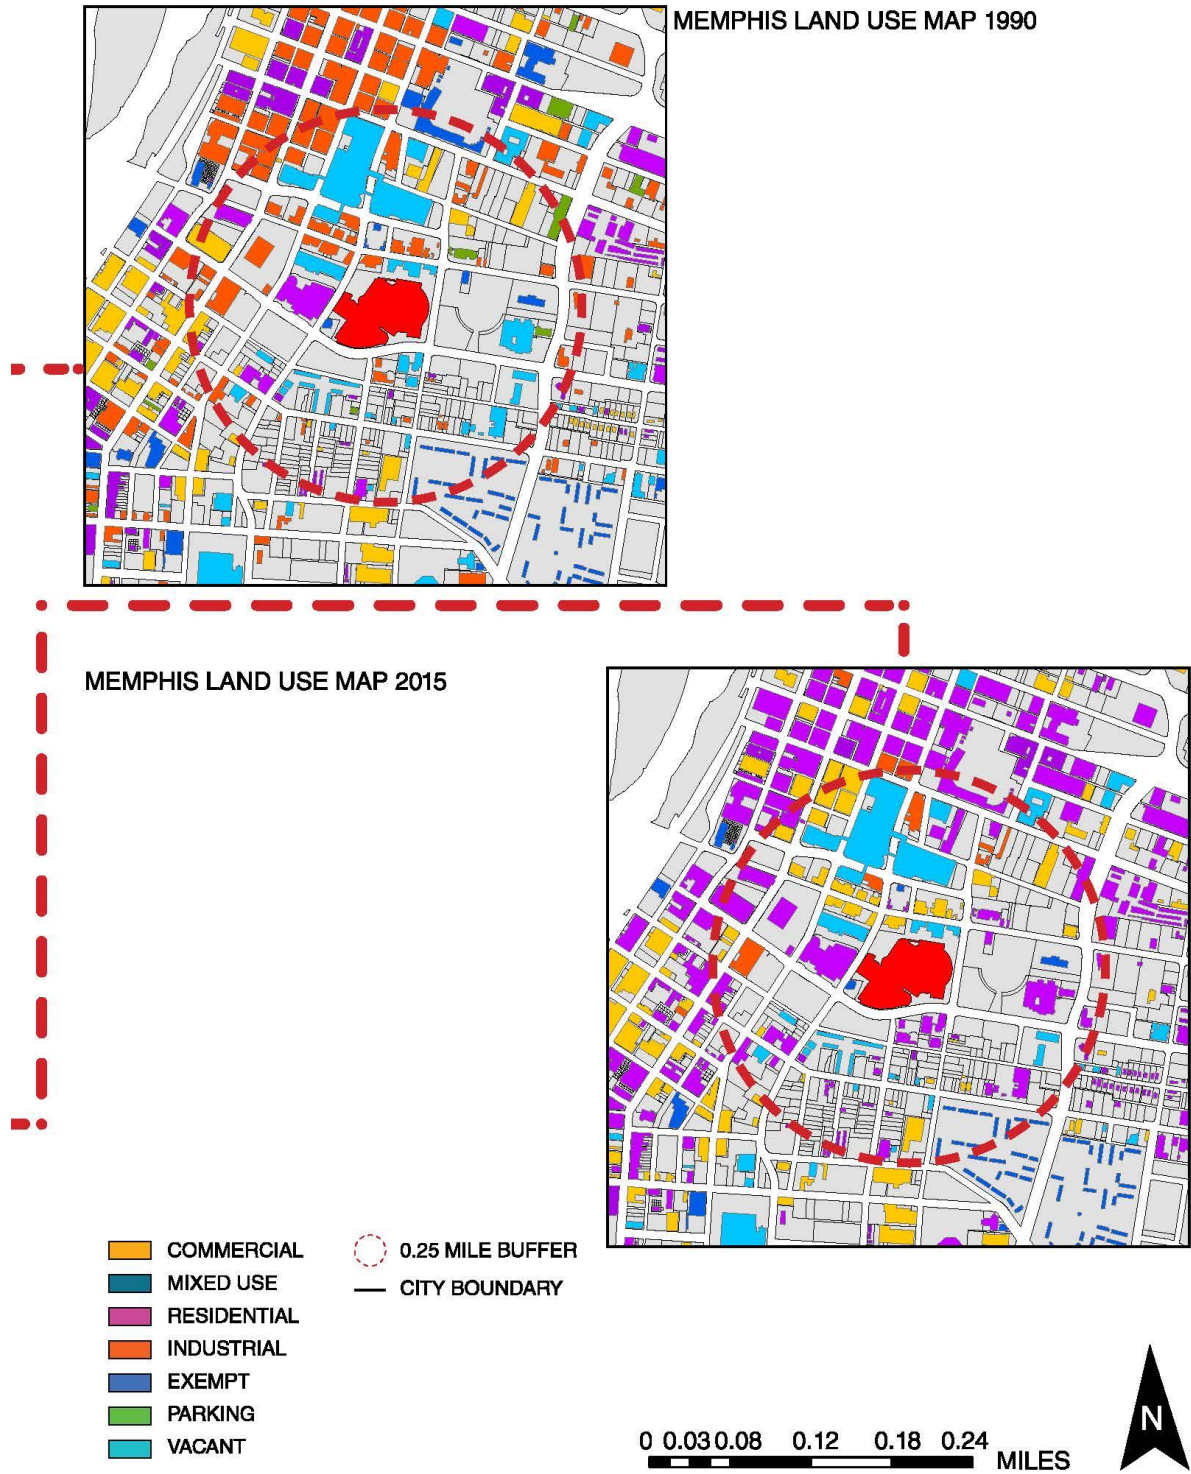 MEMPHIS LAND USE MAP 1990
MEMPHIS LAND USE MAP 2015
COMMERCIAL
MIXED USE
RESIDENTIAL
INDUSTRIAL
EXEMPT
PARKING
VACANT
0.25 MILE BUFFER
CITY BOUNDARY
0 0.03 0.08 0.12 0.18 0.24 MILES
N